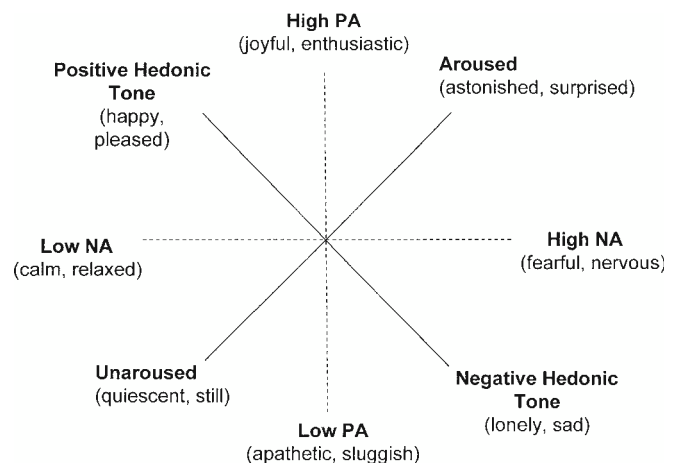 High PA
(joyful, enthusiastic)
Positive Hedonic
Tone
(happy,
pleased)
Aroused
(astonished, surprised)
Low NA
(calm, relaxed)
High NA
(fearful, nervous)
Unaroused
(quiescent, still)
Negative Hedonic
Tone
(lonely, sad)
Low PA
(apathetic, sluggish)